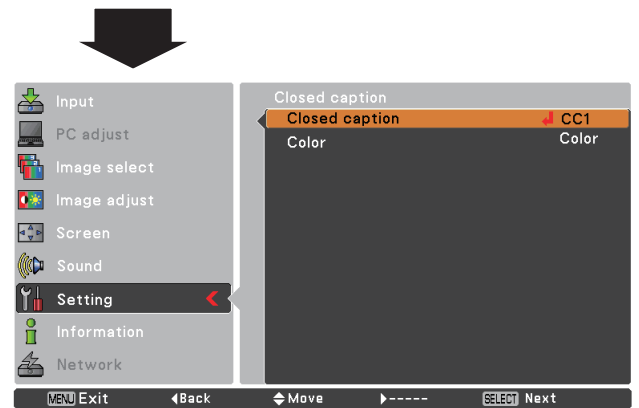 Input
PC adjust
Image select
Image adjust
Screen
Sound
Setting
Information
Network
Closed caption
Closed caption CC1
Color Color
MENU Exit Back Move ----- SELECT Next